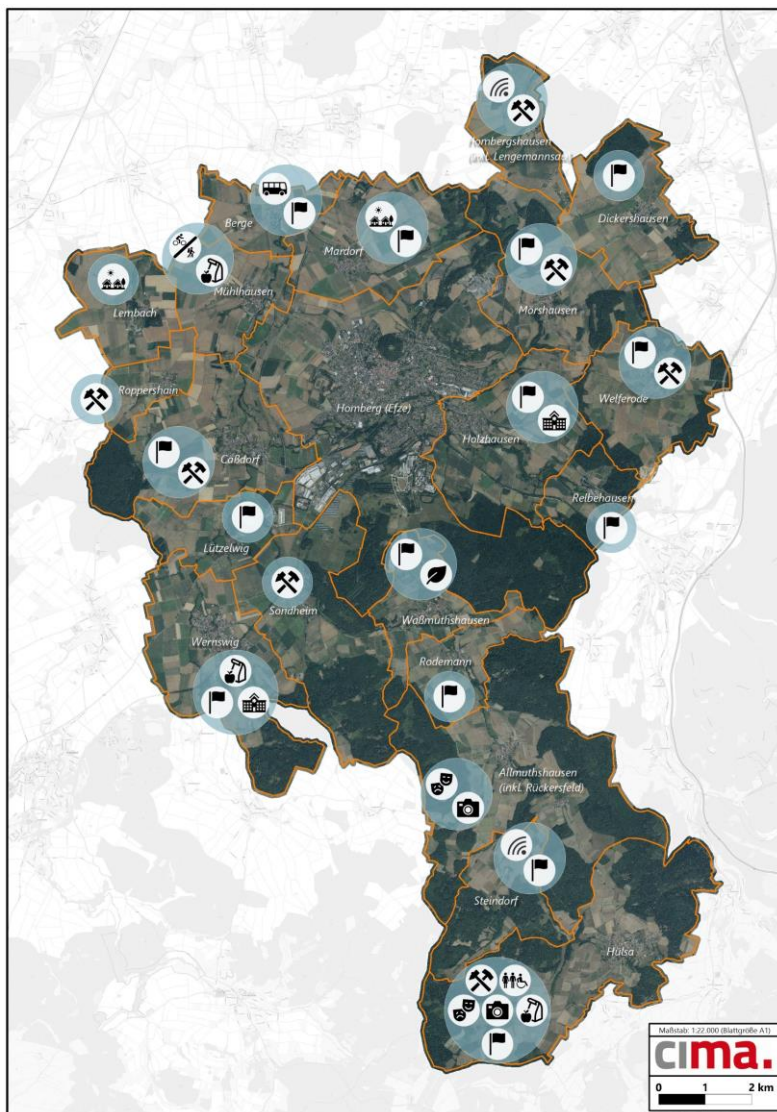 Hombergshausen
(inkl. Lengemannsau)
Dickershausen
Berge
Mardorf
Mühlhausen
Lembach
Mörshausen
Roppershain
Welferode
Homberg (Efze)
Holzhausen
Caßdorf
Relbehausen
Lützelwig
Sondheim
Waßmuthshausen
Wernswig
Rodemann
Allmuthshausen
(inkl. Rückersfeld)
Steindorf
Hülsa
Maßstab: 1:22.000 (Blattgröße A1)
cima.
0 1 2 km